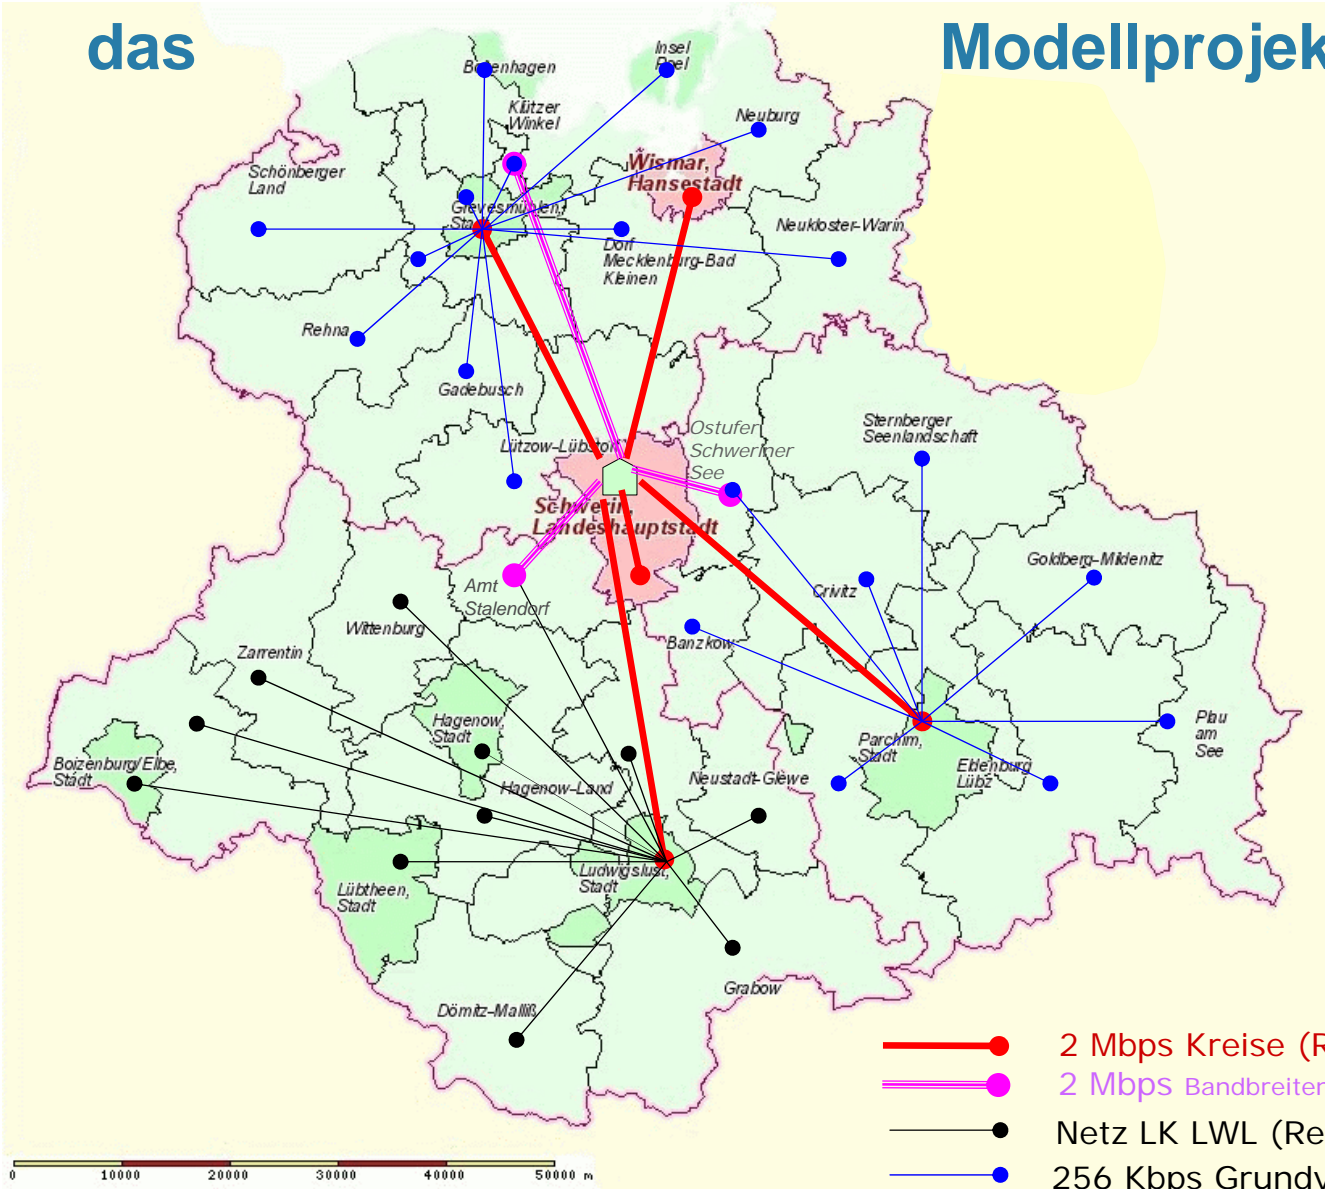 das Modellprojek
Boltenhagen
Insel
Poel
Klützer
Winkel
Neuburg
Wismar,
Hansestadt
Schönberger
Land
Grevesmühlen,
Stadt
Neukloster-Warin
Dorf
Mecklenburg-Bad
Kleinen
Rehna
Gadebusch
Lützow-Lübstorf
Ostufer
Schweriner
See
Sternberger
Seenlandschaft
Schwerin,
Landeshauptstadt
Goldberg-Mildenitz
Crivitz
Amt
Stalendorf
Wittenburg
Banzkow
Zarrentin
Hagenow,
Stadt
Parchim,
Stadt
Plau
am
See
Boizenburg/Elbe,
Stadt
Eldenburg
Lübz
Hagenow-Land
Neustadt-Glewe
Ludwigslust,
Stadt
Lübtheen,
Stadt
Grabow
Dömitz-Malliß
2 Mbps Kreise (R
2 Mbps Bandbreiten
Netz LK LWL (Re
256 Kbps Grundv
0 10000 20000 30000 40000 50000 m